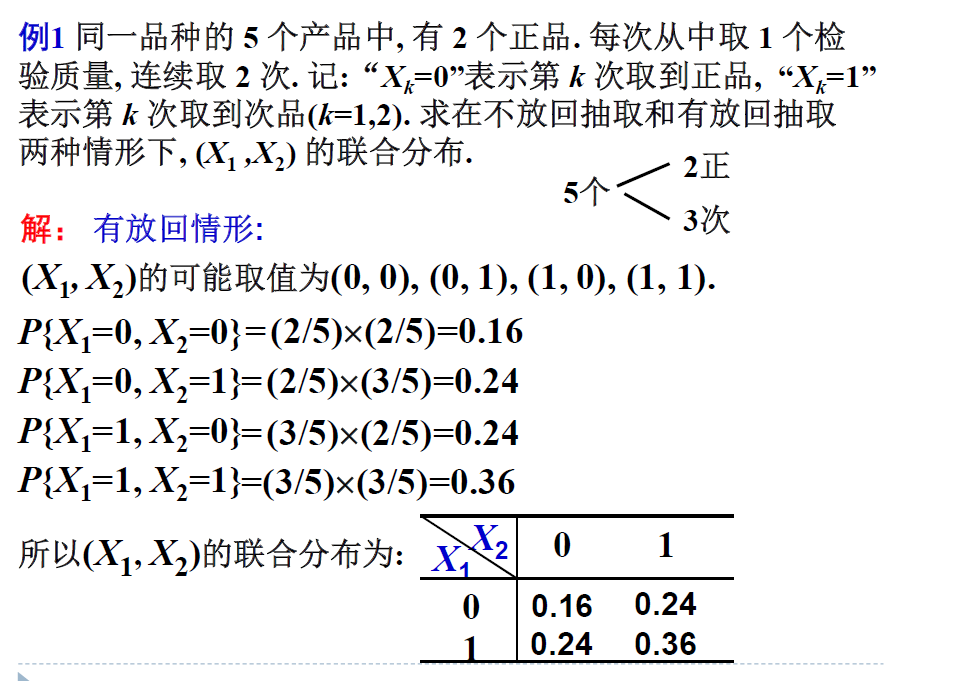 例1 同一品种的 5 个产品中, 有 2 个正品. 每次从中取 1 个检
验质量, 连续取 2 次. 记: “X_k=0”表示第 k 次取到正品, “X_k=1”
表示第 k 次取到次品(k=1,2). 求在不放回抽取和有放回抽取
两种情形下, (X_1 ,X_2) 的联合分布.
5个
2正
3次
解: 有放回情形:
(X_1, X_2)的可能取值为(0, 0), (0, 1), (1, 0), (1, 1).
P{X_1=0, X_2=0}=(2/5)×(2/5)=0.16
P{X_1=0, X_2=1}=(2/5)×(3/5)=0.24
P{X_1=1, X_2=0}=(3/5)×(2/5)=0.24
P{X_1=1, X_2=1}=(3/5)×(3/5)=0.36
所以(X_1, X_2)的联合分布为:
X_1 X_2 0 1
0 0.16 0.24
1 0.24 0.36